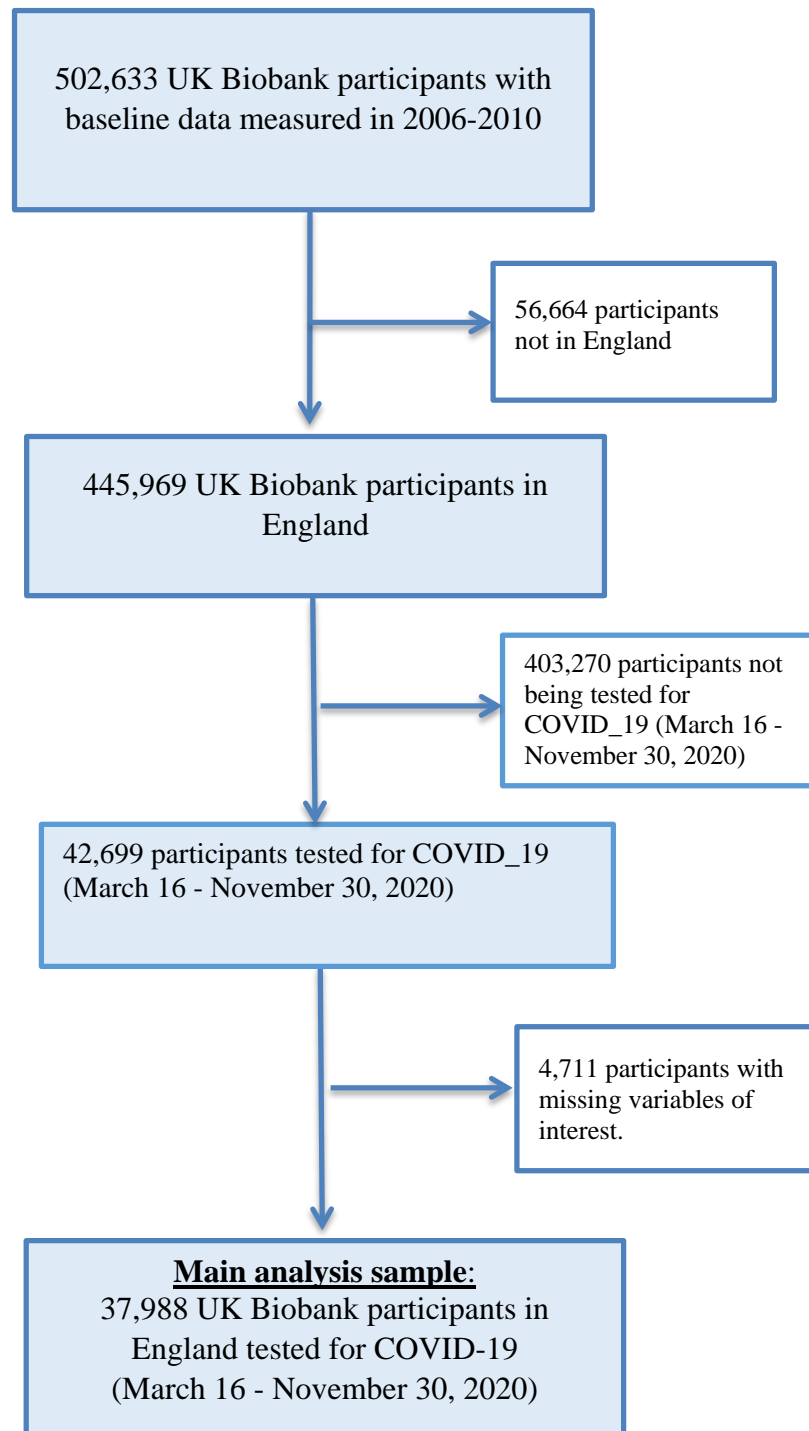 502,633 UK Biobank participants with
baseline data measured in 2006-2010
56,664 participants
not in England
445,969 UK Biobank participants in
England
403,270 participants not
being tested for
COVID_19 (March 16 -
November 30, 2020)
42,699 participants tested for COVID_19
(March 16 - November 30, 2020)
4,711 participants with
missing variables of
interest.
Main analysis sample:
37,988 UK Biobank participants in
England tested for COVID-19
(March 16 - November 30, 2020)